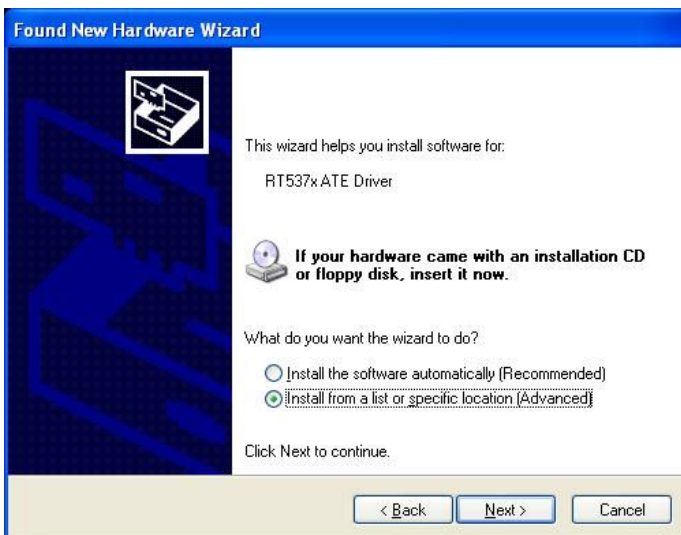 Found New Hardware Wizard
This wizard helps you install software for:
RT537x ATE Driver
If your hardware came with an installation CD
or floppy disk, insert it now.
What do you want the wizard to do?
Install the software automatically (Recommended)
Install from a list or specific location (Advanced)
Click Next to continue.
< Back Next > Cancel